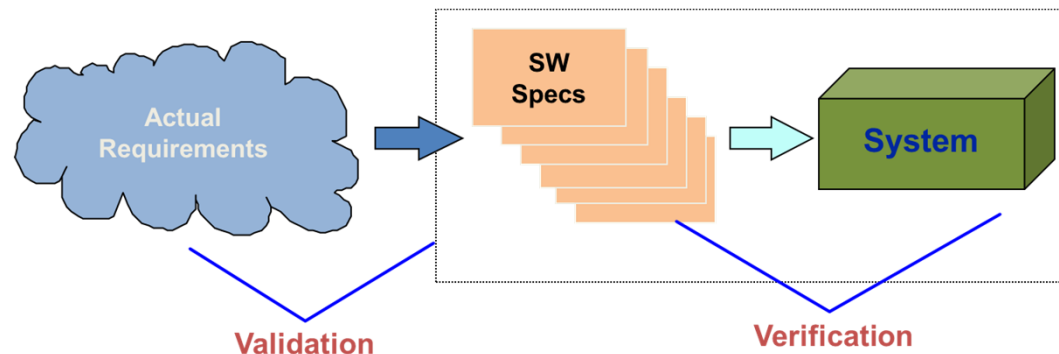 SW
Specs
Actual
Requirements
System
Validation
Verification